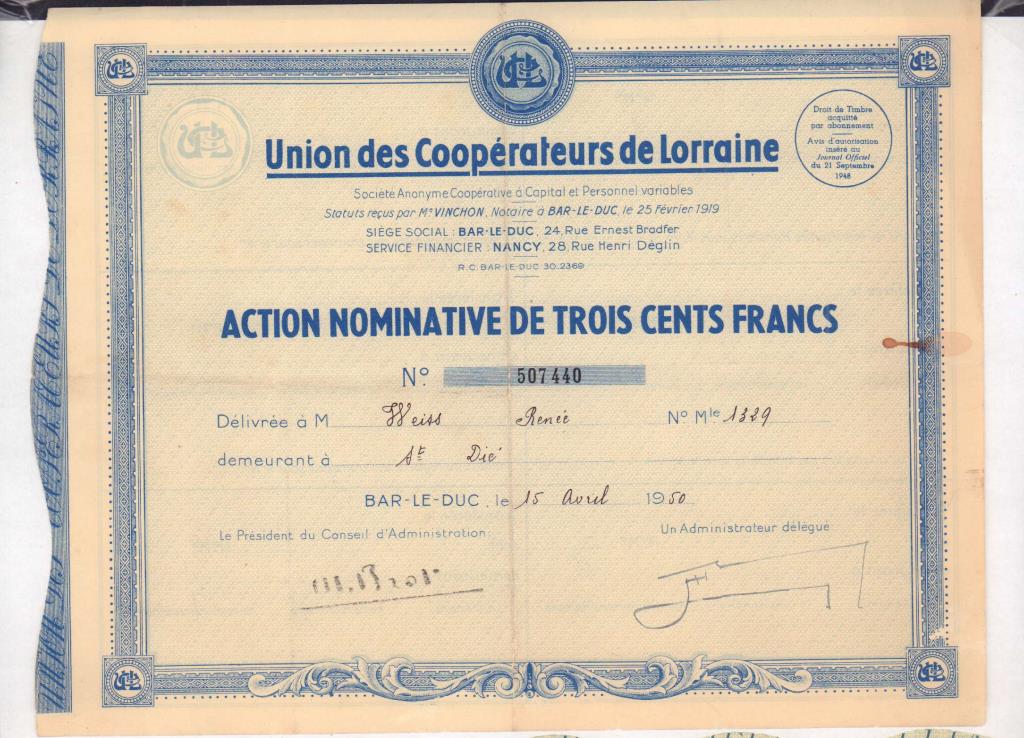 Union des Coopérateurs de Lorraine
Droit de Timbre
acquitté
par abonnement
Avis d'autorisation
inséré au
Journal Officiel
du 21 Septembre
1948
Société Anonyme Coopérative à Capital et Personnel variables
Statuts reçus par Me VINCHON, Notaire à BAR-LE-DUC, le 25 Février 1919
SIÈGE SOCIAL : BAR-LE-DUC, 24, Rue Ernest Bradfer
SERVICE FINANCIER : NANCY, 28, Rue Henri Déglin
R.C. BAR-LE-DUC 30.2369
ACTION NOMINATIVE DE TROIS CENTS FRANCS
No. 507440
Délivrée à M Weiss Renée No Mle 1329
demeurant à St Dié
BAR-LE-DUC, le 15 Avril 1950
Le Président du Conseil d'Administration:
Un Administrateur délégué